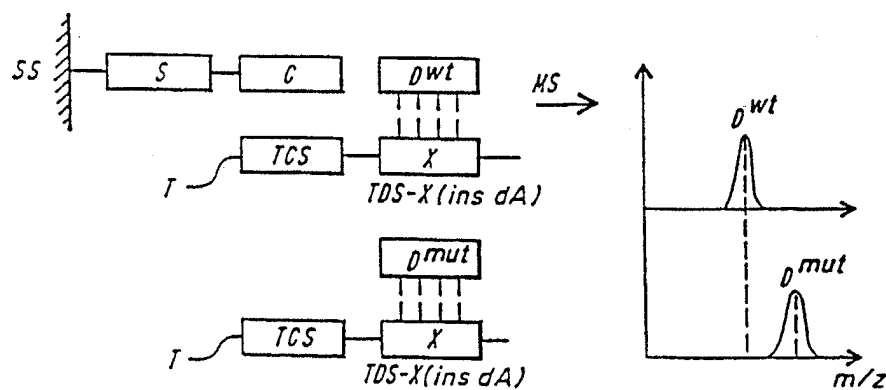 SS S C D wt MS
T TCS X
TDS-X(ins dA)
D wt
D mut
T TCS X
TDS-X(ins dA)
D mut
m/z